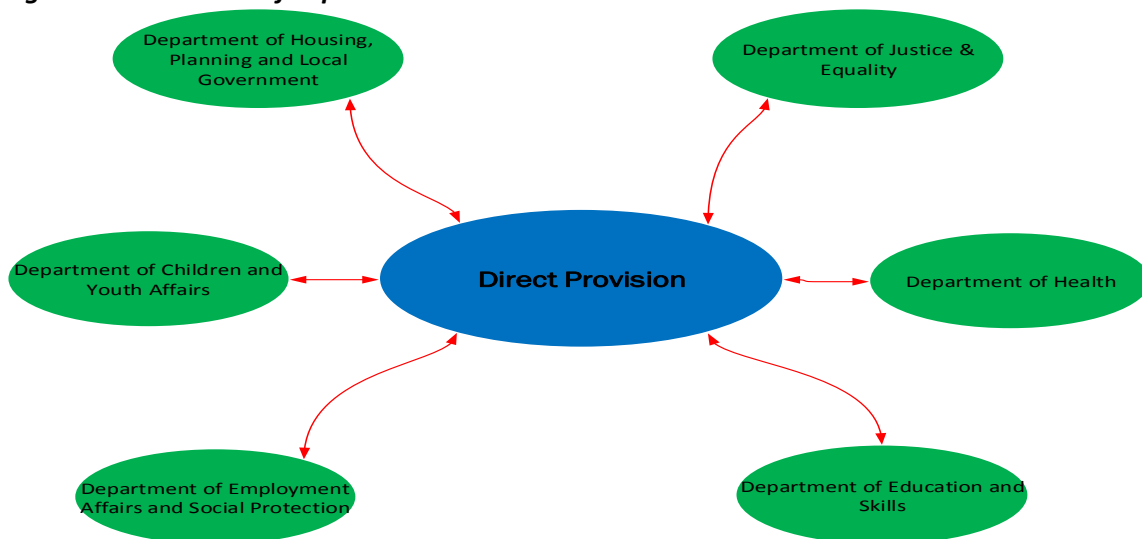 Department of Housing,
Planning and Local
Government
Department of Justice &
Equality
Department of Children and
Youth Affairs
Direct Provision
Department of Health
Department of Employment
Affairs and Social Protection
Department of Education and
Skills